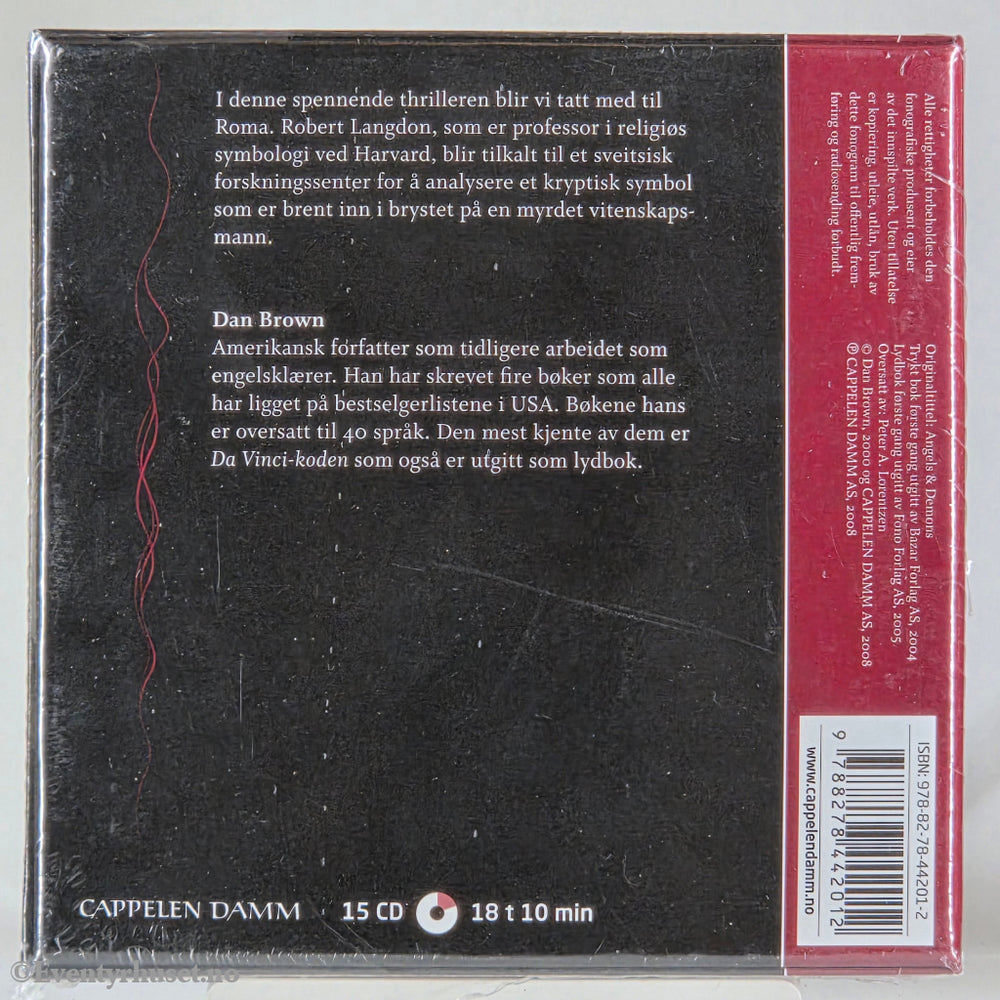 I denne spennende thrilleren blir vi tatt med til
Roma. Robert Langdon, som er professor i religiøs
symbologi ved Harvard, blir tilkalt til et sveitsisk
forskningssenter for å analysere et kryptisk symbol
som er brent inn i brystet på en myrdet vitenskaps-
mann.
Dan Brown
Amerikansk forfatter som tidligere arbeidet som
engelsklærer. Han har skrevet fire bøker som alle
har ligget på bestselgerlistene i USA. Bøkene hans
er oversatt til 40 språk. Den mest kjente av dem er
Da Vinci-koden som også er utgitt som lydbok.
CAPPELEN DAMM 15 CD 18 t 10 min
Alle rettigheter forbeholdes den
fonografiske produsent og eier
av det innspilte verk. Uten tillatelse
er kopiering, utleie, utlån, bruk av
dette fonogram til offentlig frem-
føring og radiosending forbudt.
Originaltittel: Angels & Demons
Trykt bok første gang utgitt av Bazar Forlag AS, 2004
Lydbok første gang utgitt av Fono Forlag AS, 2005
Oversatt av: Peter A. Lorentzen
© Dan Brown, 2000 og CAPPELEN DAMM AS, 2008
℗ CAPPELEN DAMM AS, 2008
ISBN: 978-82-78-44201-2
9 788278 442012
www.cappelendamm.no
©Eventyrhuset.no